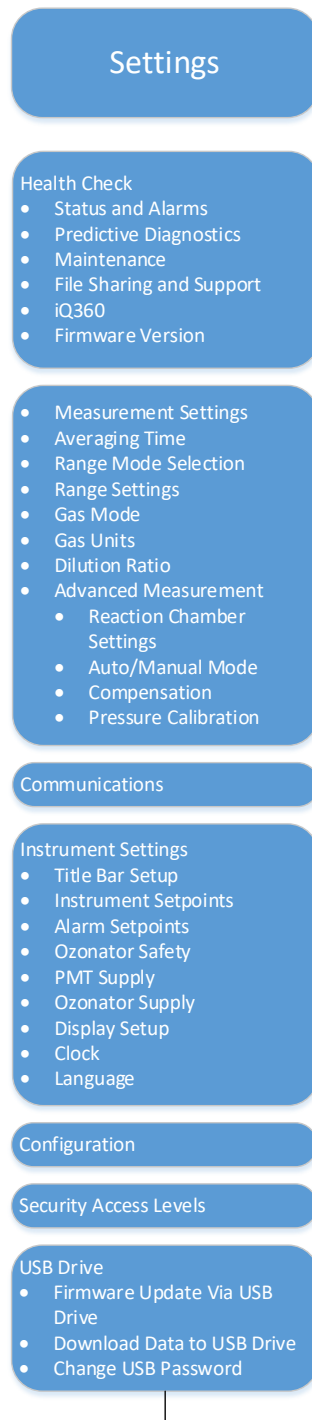 Settings
Health Check
• Status and Alarms
• Predictive Diagnostics
• Maintenance
• File Sharing and Support
• iQ360
• Firmware Version
• Measurement Settings
• Averaging Time
• Range Mode Selection
• Range Settings
• Gas Mode
• Gas Units
• Dilution Ratio
• Advanced Measurement
• Reaction Chamber
Settings
• Auto/Manual Mode
• Compensation
• Pressure Calibration
Communications
Instrument Settings
• Title Bar Setup
• Instrument Setpoints
• Alarm Setpoints
• Ozonator Safety
• PMT Supply
• Ozonator Supply
• Display Setup
• Clock
• Language
Configuration
Security Access Levels
USB Drive
• Firmware Update Via USB
Drive
• Download Data to USB Drive
• Change USB Password